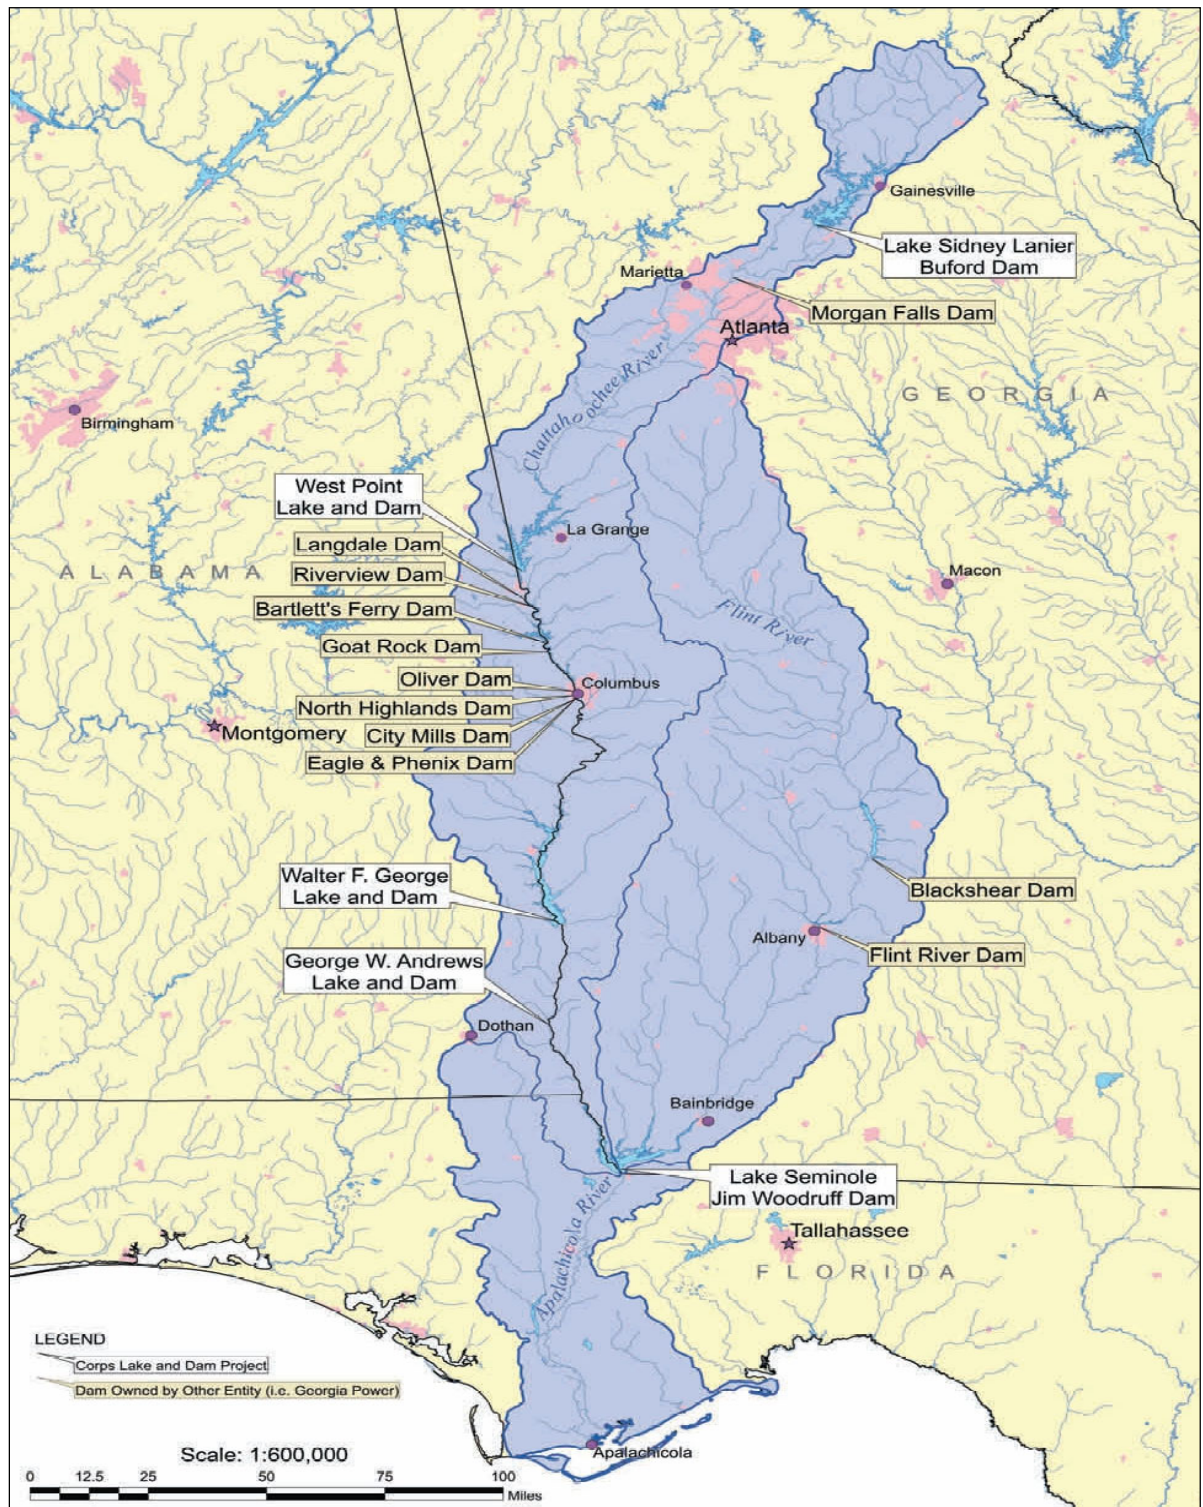 Gainesville
Lake Sidney Lanier
Buford Dam
Marietta
Morgan Falls Dam
Atlanta
GEORGIA
Chattahoochee River
Birmingham
West Point
Lake and Dam
La Grange
Langdale Dam
ALABAMA
Riverview Dam
Macon
Bartlett's Ferry Dam
Flint River
Goat Rock Dam
Oliver Dam
Columbus
North Highlands Dam
Montgomery
City Mills Dam
Eagle & Phenix Dam
Walter F. George
Lake and Dam
Blackshear Dam
Albany
Flint River Dam
George W. Andrews
Lake and Dam
Dothan
Bainbridge
Lake Seminole
Jim Woodruff Dam
Apalachicola River
Tallahassee
FLORIDA
LEGEND
Corps Lake and Dam Project
Dam Owned by Other Entity (i.e. Georgia Power)
Scale: 1:600,000
0 12.5 25 50 75 100
Miles
Apalachicola